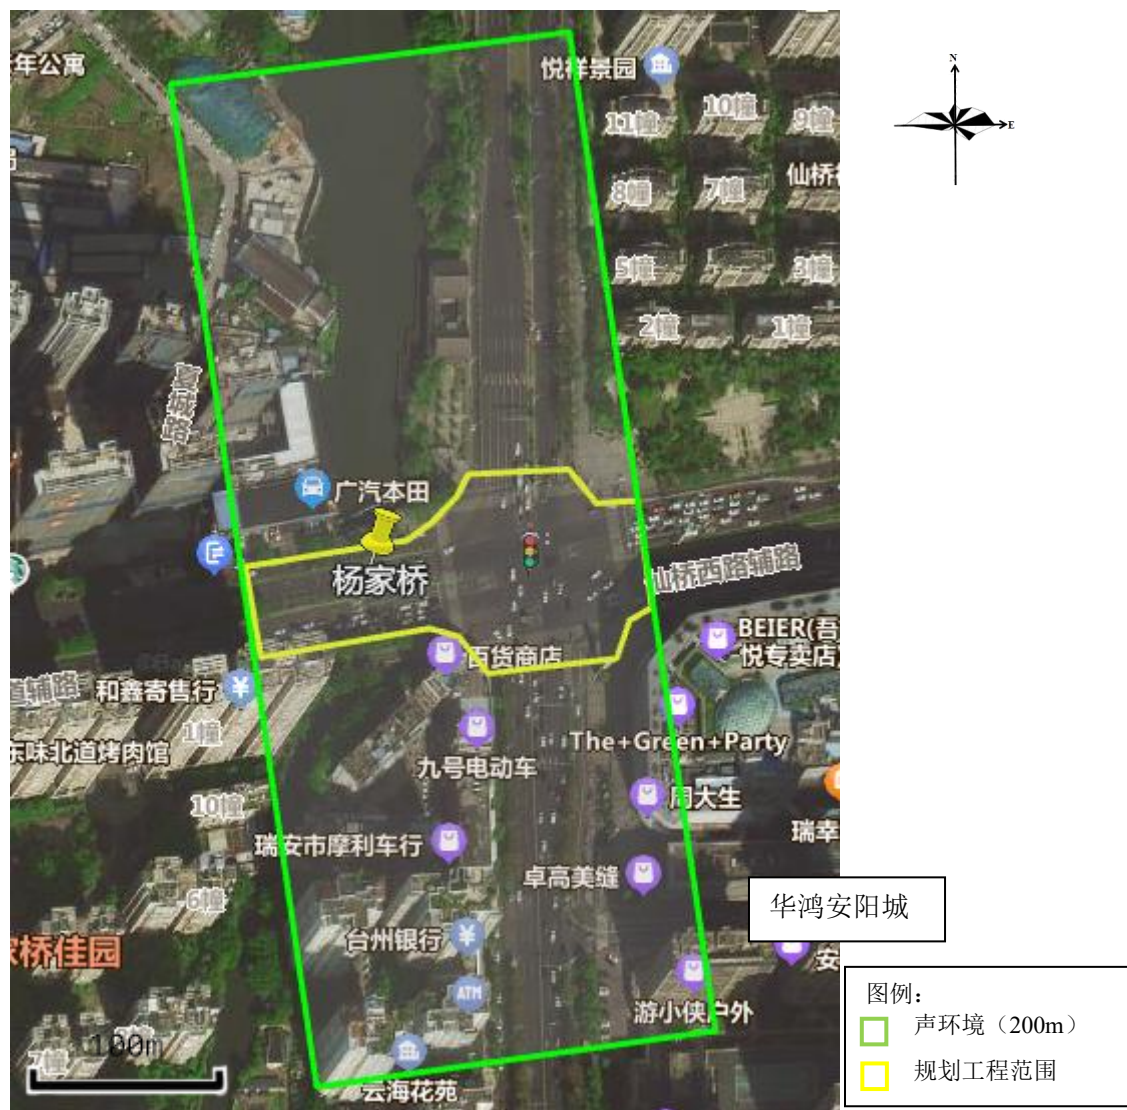 年公寓
悦祥景园
N
E
11幢
10幢
9幢
8幢
7幢
仙桥
5幢
3幢
2幢
1幢
广汽本田
杨家桥
仙桥西路辅路
BEIER(吾
悦专卖店)
百货商店
辅路
和鑫寄售行
1幢
东味北道烤肉馆
The+Green+Party
九号电动车
周大生
10幢
瑞幸
瑞安市摩利车行
卓高美缝
6幢
华鸿安阳城
台州银行
家桥佳园
安
ATM
游小侠户外
图例：
声环境（200m）
规划工程范围
100m
云海花苑